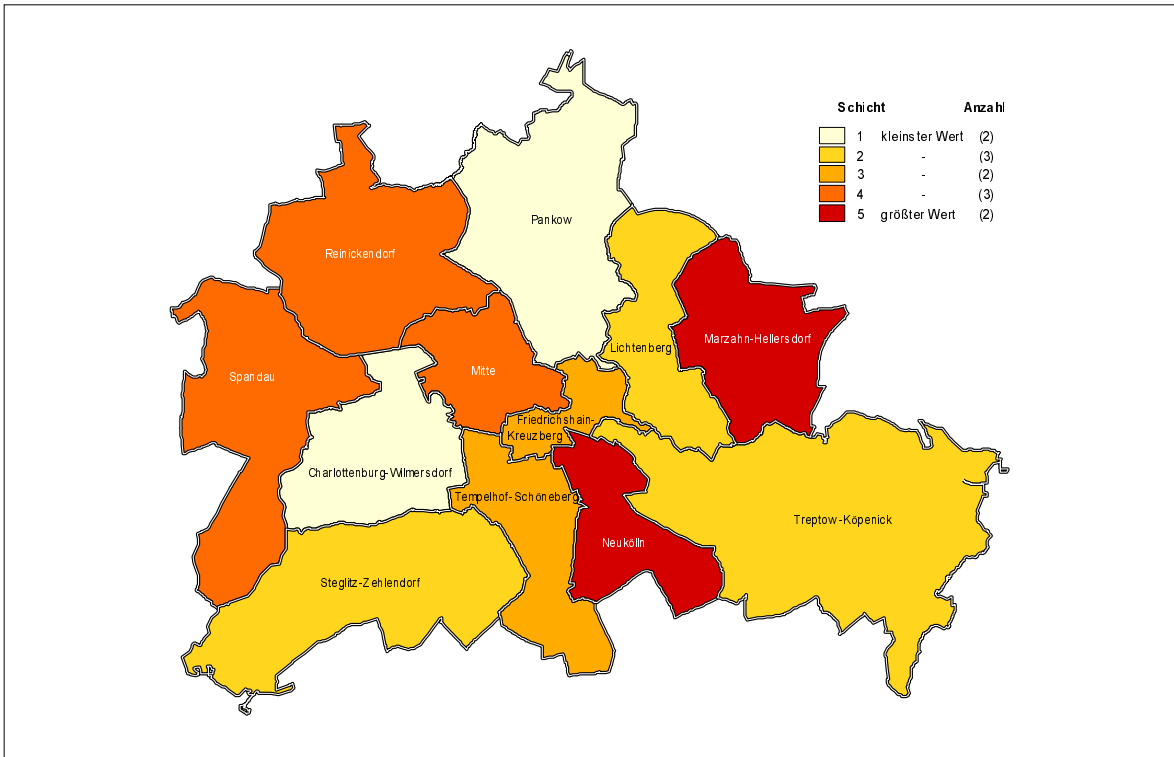 Schicht Anzahl
1 kleinster Wert (2)
2 - (3)
3 - (2)
4 - (3)
5 größter Wert (2)
Pankow
Reinickendorf
Lichtenberg
Marzahn-Hellersdorf
Spandau
Mitte
Friedrichshain-
Kreuzberg
Charlottenburg-Wilmersdorf
Tempelhof-Schöneberg
Treptow-Köpenick
Neukölln
Steglitz-Zehlendorf